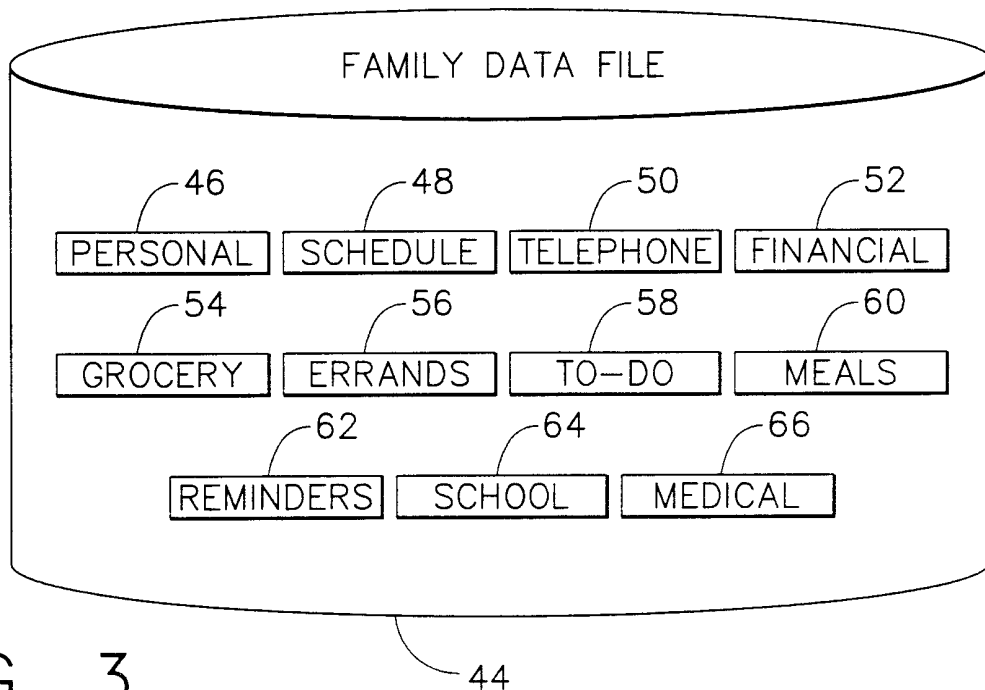 FAMILY DATA FILE
46 48 50 52
PERSONAL SCHEDULE TELEPHONE FINANCIAL
54 56 58 60
GROCERY ERRANDS TO-DO MEALS
62 64 66
REMINDERS SCHOOL MEDICAL
44
3